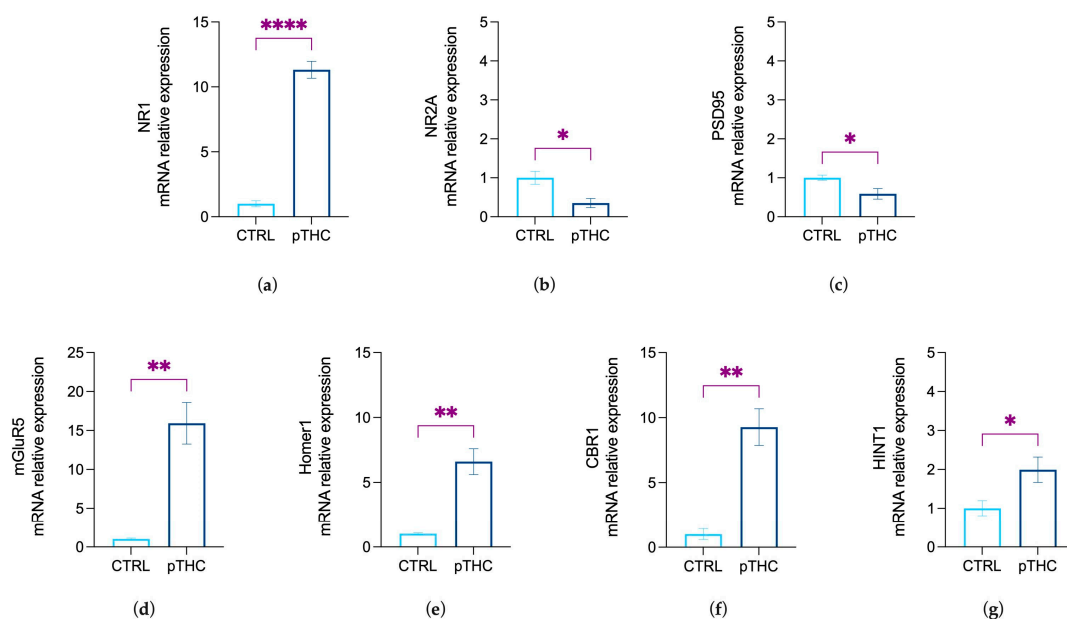 NR1
mRNA relative expression
15
10
5
0
****
CTRL pTHC
(a)
NR2A
mRNA relative expression
5
4
3
2
1
0
*
CTRL pTHC
(b)
PSD95
mRNA relative expression
5
4
3
2
1
0
*
CTRL pTHC
(c)
mGluR5
mRNA relative expression
25
20
15
10
5
0
**
CTRL pTHC
(d)
Homer1
mRNA relative expression
15
10
5
0
**
CTRL pTHC
(e)
CBR1
mRNA relative expression
15
10
5
0
**
CTRL pTHC
(f)
HINT1
mRNA relative expression
5
4
3
2
1
0
*
CTRL pTHC
(g)